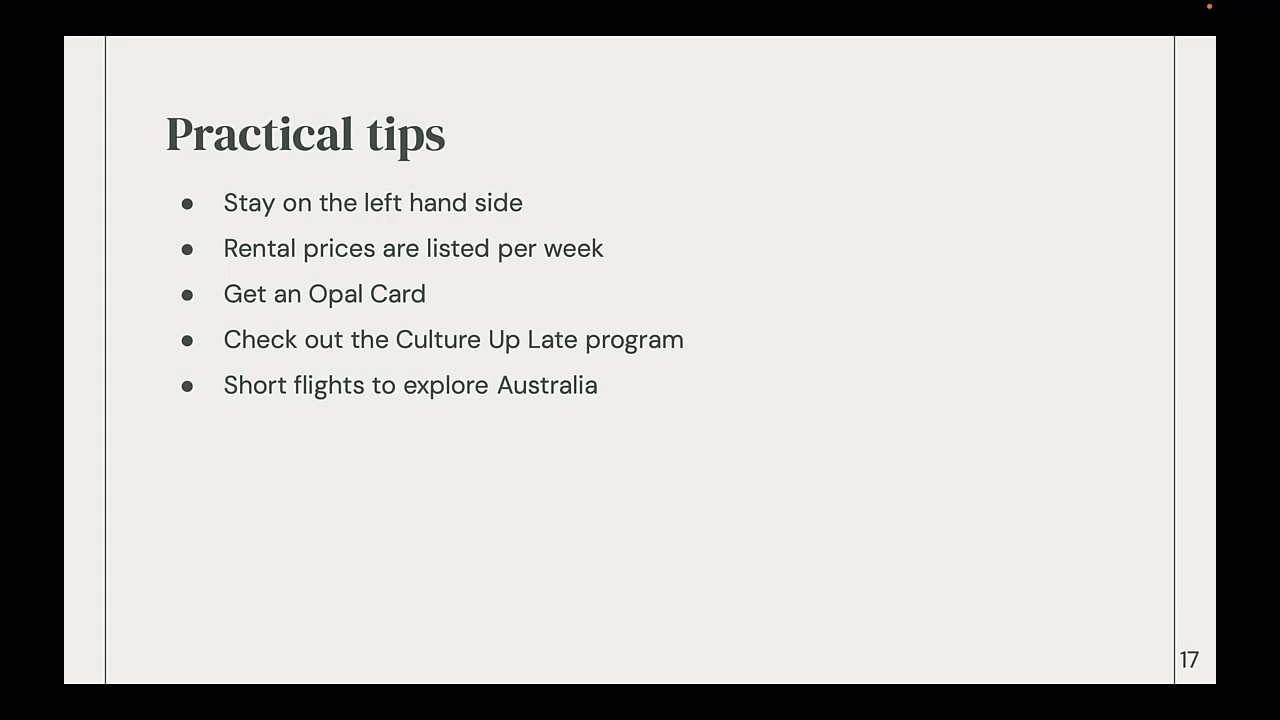 Practical tips
● Stay on the left hand side
● Rental prices are listed per week
● Get an Opal Card
● Check out the Culture Up Late program
● Short flights to explore Australia
17